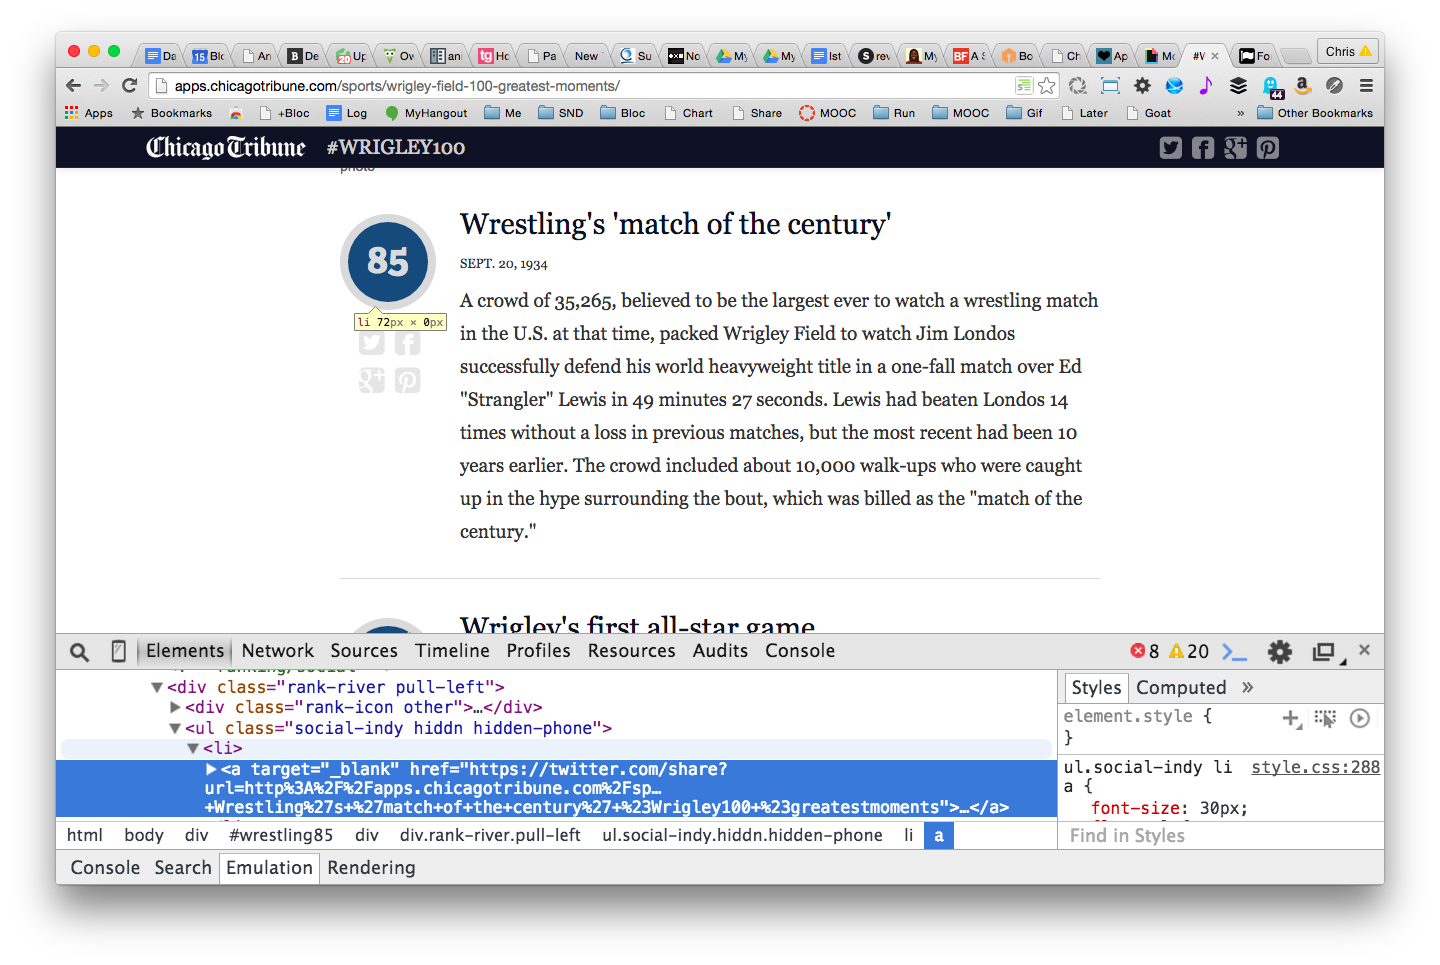 Da
15 Blo
An
B De
20 Up
Ov
an
tg Ho
Pa
New
Su
No
My
My
Ist
S rev
My
BF A S
Bo
Ch
Ap
Mo
#V
Fo
Chris
apps.chicagotribune.com/sports/wrigley-field-100-greatest-moments/
44
Apps
Bookmarks
+Bloc
Log
MyHangout
Me
SND
Bloc
Chart
Share
MOOC
Run
MOOC
Gif
Later
Goat
»
Other Bookmarks
Chicago Tribune
#WRIGLEY100
photo
85
Wrestling's 'match of the century'
SEPT. 20, 1934
li 72px × 0px
A crowd of 35,265, believed to be the largest ever to watch a wrestling match
in the U.S. at that time, packed Wrigley Field to watch Jim Londos
successfully defend his world heavyweight title in a one-fall match over Ed
"Strangler" Lewis in 49 minutes 27 seconds. Lewis had beaten Londos 14
times without a loss in previous matches, but the most recent had been 10
years earlier. The crowd included about 10,000 walk-ups who were caught
up in the hype surrounding the bout, which was billed as the "match of the
century."
Wrigley's first all-star game
Elements Network Sources Timeline Profiles Resources Audits Console
8 20
ranking/social
<div class="rank-river pull-left">
<div class="rank-icon other">…</div>
<ul class="social-indy hiddn hidden-phone">
<li>
<a target="_blank" href="https://twitter.com/share?
url=http%3A%2F%2Fapps.chicagotribune.com%2Fsp…
+Wrestling%27s+%27match+of+the+century%27+%23Wrigley100+%23greatestmoments">…</a>
html body div #wrestling85 div div.rank-river.pull-left ul.social-indy.hiddn.hidden-phone li a
Styles Computed »
element.style {
}
ul.social-indy li style.css:288
a {
font-size: 30px;
Find in Styles
Console Search Emulation Rendering